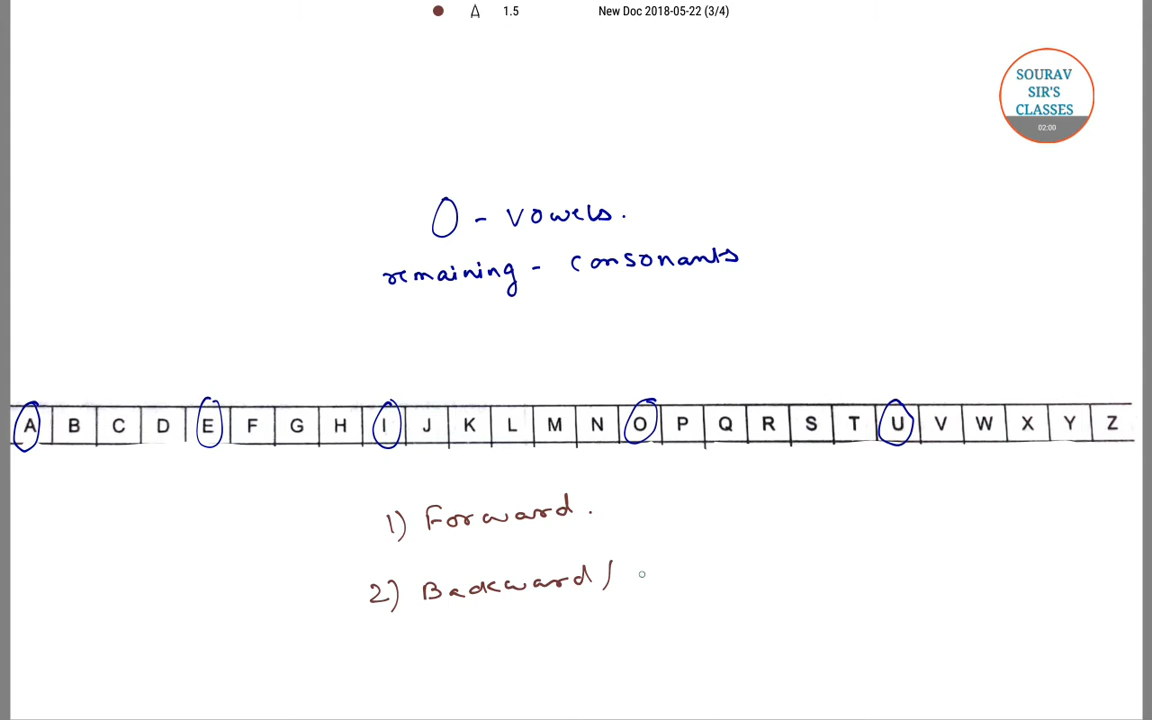 A 1.5 New Doc 2018-05-22 (3/4)
SOURAV
SIR'S
CLASSES
02:00
O - vowels.
remaining - consonants
A B C D E F G H I J K L M N O P Q R S T U V W X Y Z
1) Forward.
2) Backward /